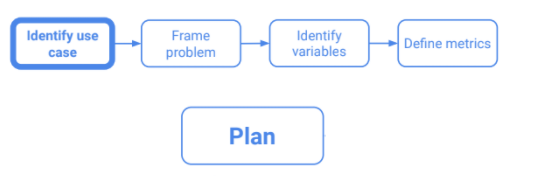 Identify use
case
Frame
problem
Identify
variables
Define metrics
Plan